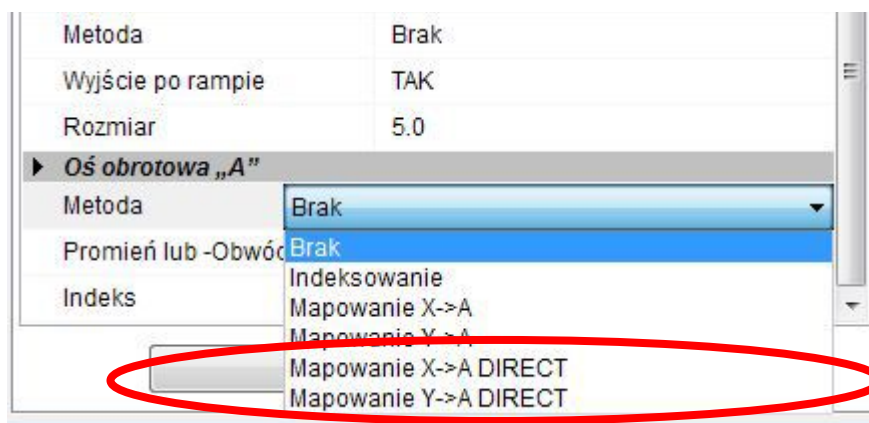 Metoda Brak
Wyjście po rampie TAK
Rozmiar 5.0
Oś obrotowa „A”
Metoda Brak
Promień lub -Obwód Brak
Indeksowanie
Indeks Mapowanie X->A
Mapowanie Y->A
Mapowanie X->A DIRECT
Mapowanie Y->A DIRECT